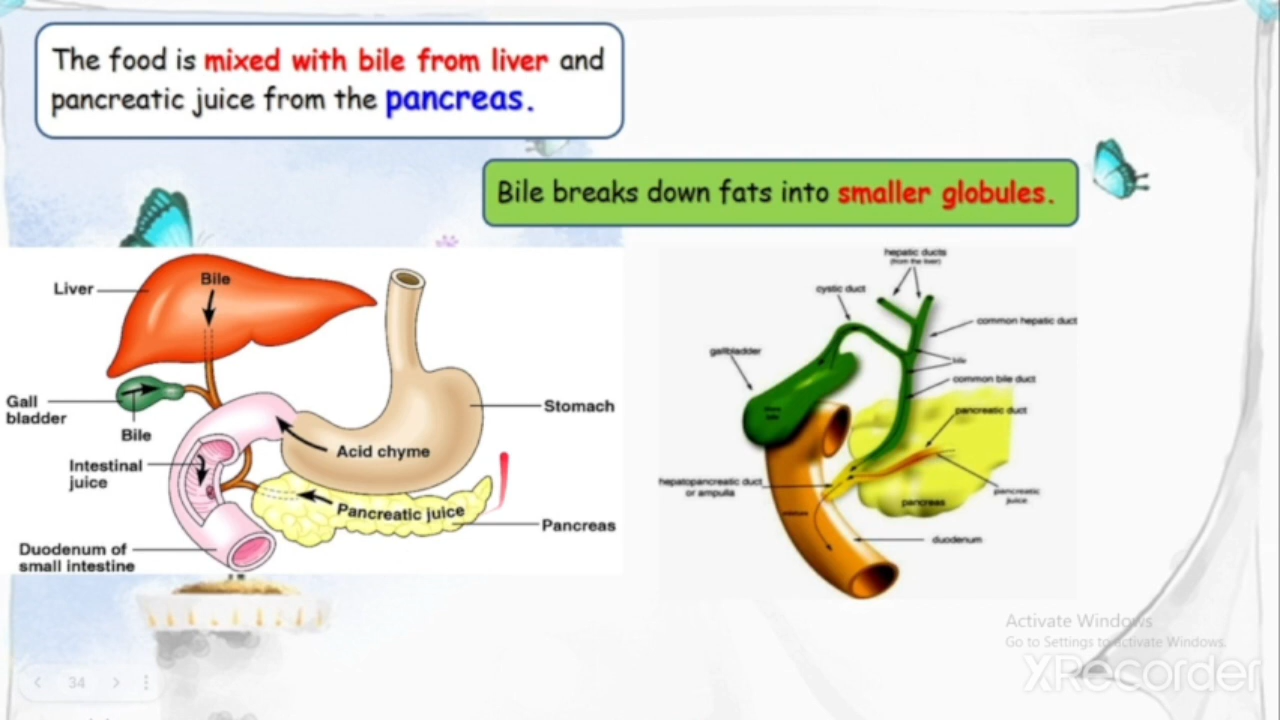 The food is mixed with bile from liver and
pancreatic juice from the pancreas.
Bile breaks down fats into smaller globules.
Liver
Bile
Gall
bladder
Bile
Intestinal
juice
Acid chyme
Stomach
Pancreatic juice
Pancreas
Duodenum of
small intestine
hepatic ducts
(from the liver)
cystic duct
common hepatic duct
gallbladder
bile
common bile duct
pancreatic duct
hepatopancreatic duct
or ampulla
pancreatic
juice
pancreas
duodenum
Activate Windows
Go to Settings to activate Windows.
XRecorder
34